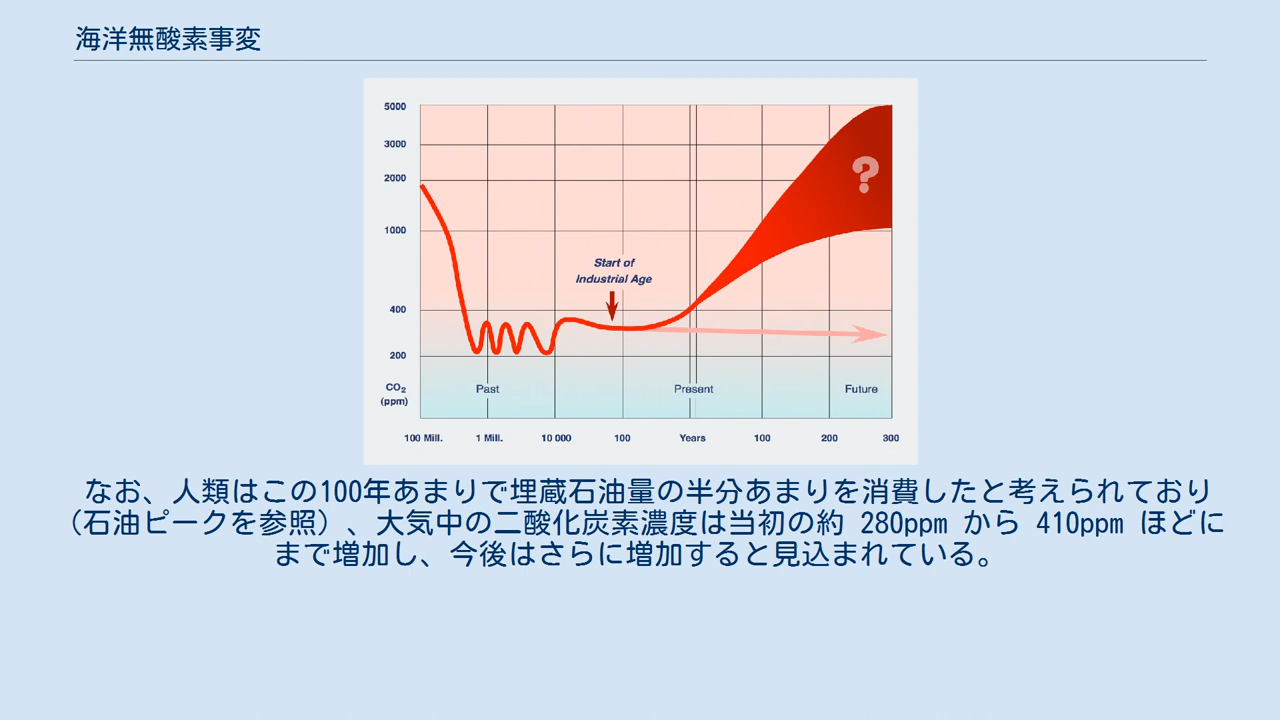 海洋無酸素事変
5000
3000
2000
1000
400
200
CO₂
(ppm)
Start of
Industrial Age
?
Past
Present
Future
100 Mill.
1 Mill.
10 000
100
Years
100
200
300
なお、人類はこの100年あまりで埋蔵石油量の半分あまりを消費したと考えられており
（石油ピークを参照）、大気中の二酸化炭素濃度は当初の約 280ppm から 410ppm ほどに
まで増加し、今後はさらに増加すると見込まれている。